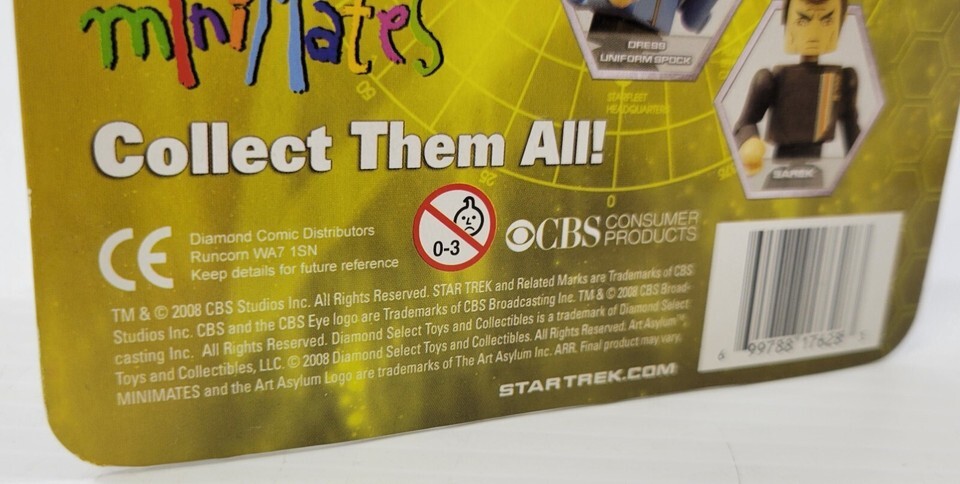 miniMates
DRESS
UNIFORM SPOCK
STARFLEET
HEADQUARTERS
SAREK
Collect Them All!
0
CE
Diamond Comic Distributors
Runcorn WA7 1SN
Keep details for future reference
0-3
CBS CONSUMER
PRODUCTS
TM & © 2008 CBS Studios Inc. All Rights Reserved. STAR TREK and Related Marks are Trademarks of CBS
Studios Inc. CBS and the CBS Eye logo are Trademarks of CBS Broadcasting Inc. TM & © 2008 CBS Broad-
casting Inc. All Rights Reserved. Diamond Select Toys and Collectibles is a trademark of Diamond Select
Toys and Collectibles, LLC. © 2008 Diamond Select Toys and Collectibles. All Rights Reserved. Art Asylum™,
MINIMATES and the Art Asylum Logo are trademarks of The Art Asylum Inc. ARR. Final product may vary.
STARTREK.COM
6 99788 17628